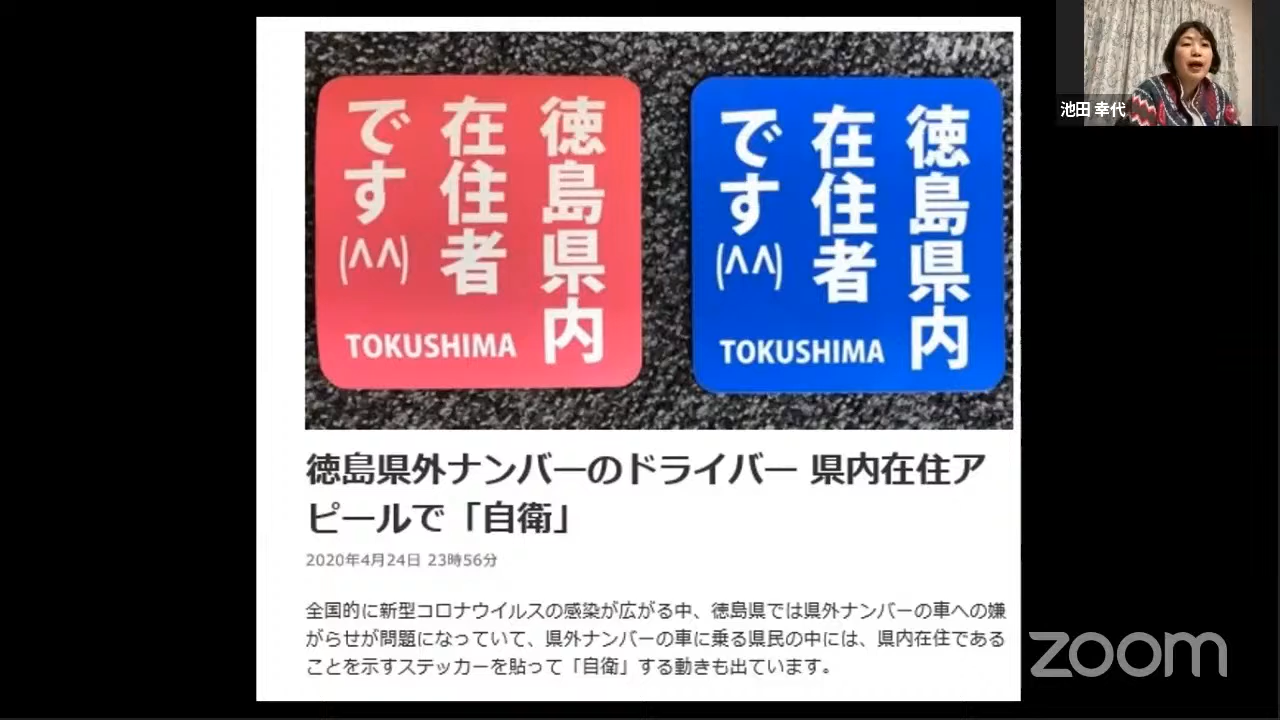 NHK
徳島県内
在住者
です(^^)
TOKUSHIMA
徳島県内
在住者
です(^^)
TOKUSHIMA
池田 幸代
徳島県外ナンバーのドライバー 県内在住ア
ピールで「自衛」
2020年4月24日 23時56分
全国的に新型コロナウイルスの感染が広がる中、徳島県では県外ナンバーの車への嫌
がらせが問題になっていて、県外ナンバーの車に乗る県民の中には、県内在住である
ことを示すステッカーを貼って「自衛」する動きも出ています。
zoom